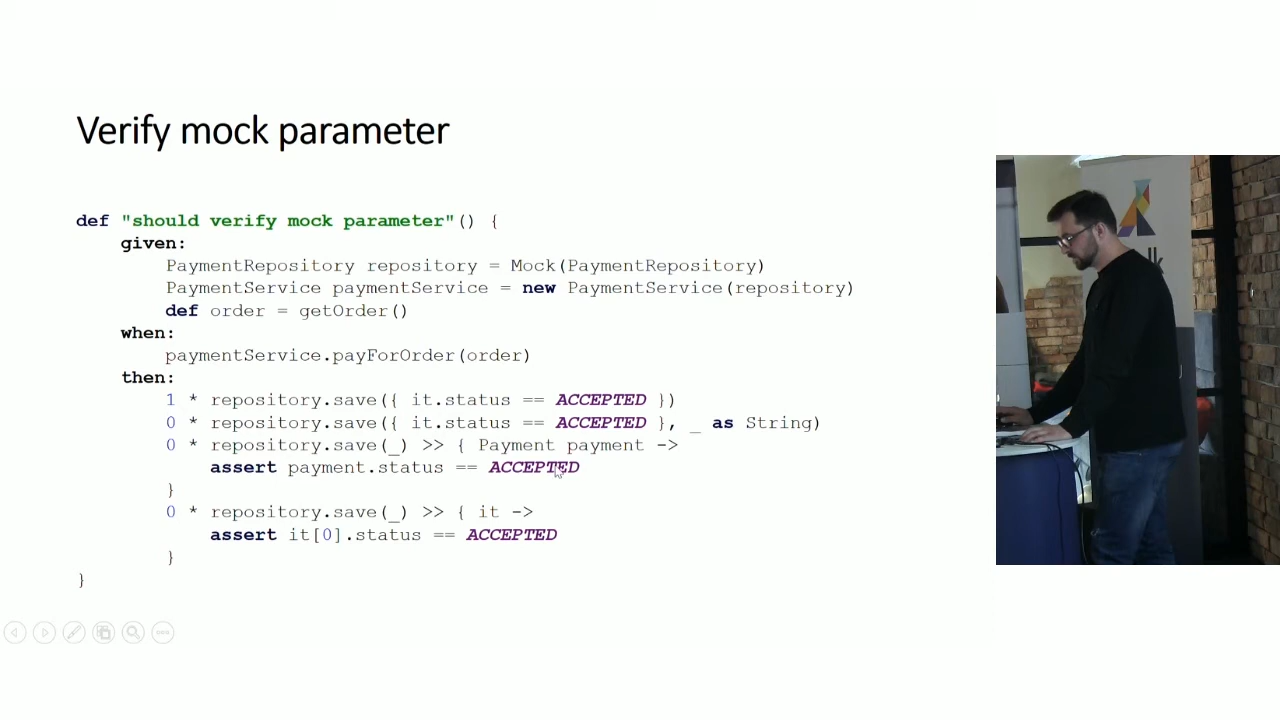 Verify mock parameter
def "should verify mock parameter"() {
given:
PaymentRepository repository = Mock(PaymentRepository)
PaymentService paymentService = new PaymentService(repository)
def order = getOrder()
when:
paymentService.payForOrder(order)
then:
1 * repository.save({ it.status == ACCEPTED })
0 * repository.save({ it.status == ACCEPTED }, _ as String)
0 * repository.save(_) >> { Payment payment ->
assert payment.status == ACCEPTED
}
0 * repository.save(_) >> { it ->
assert it[0].status == ACCEPTED
}
}